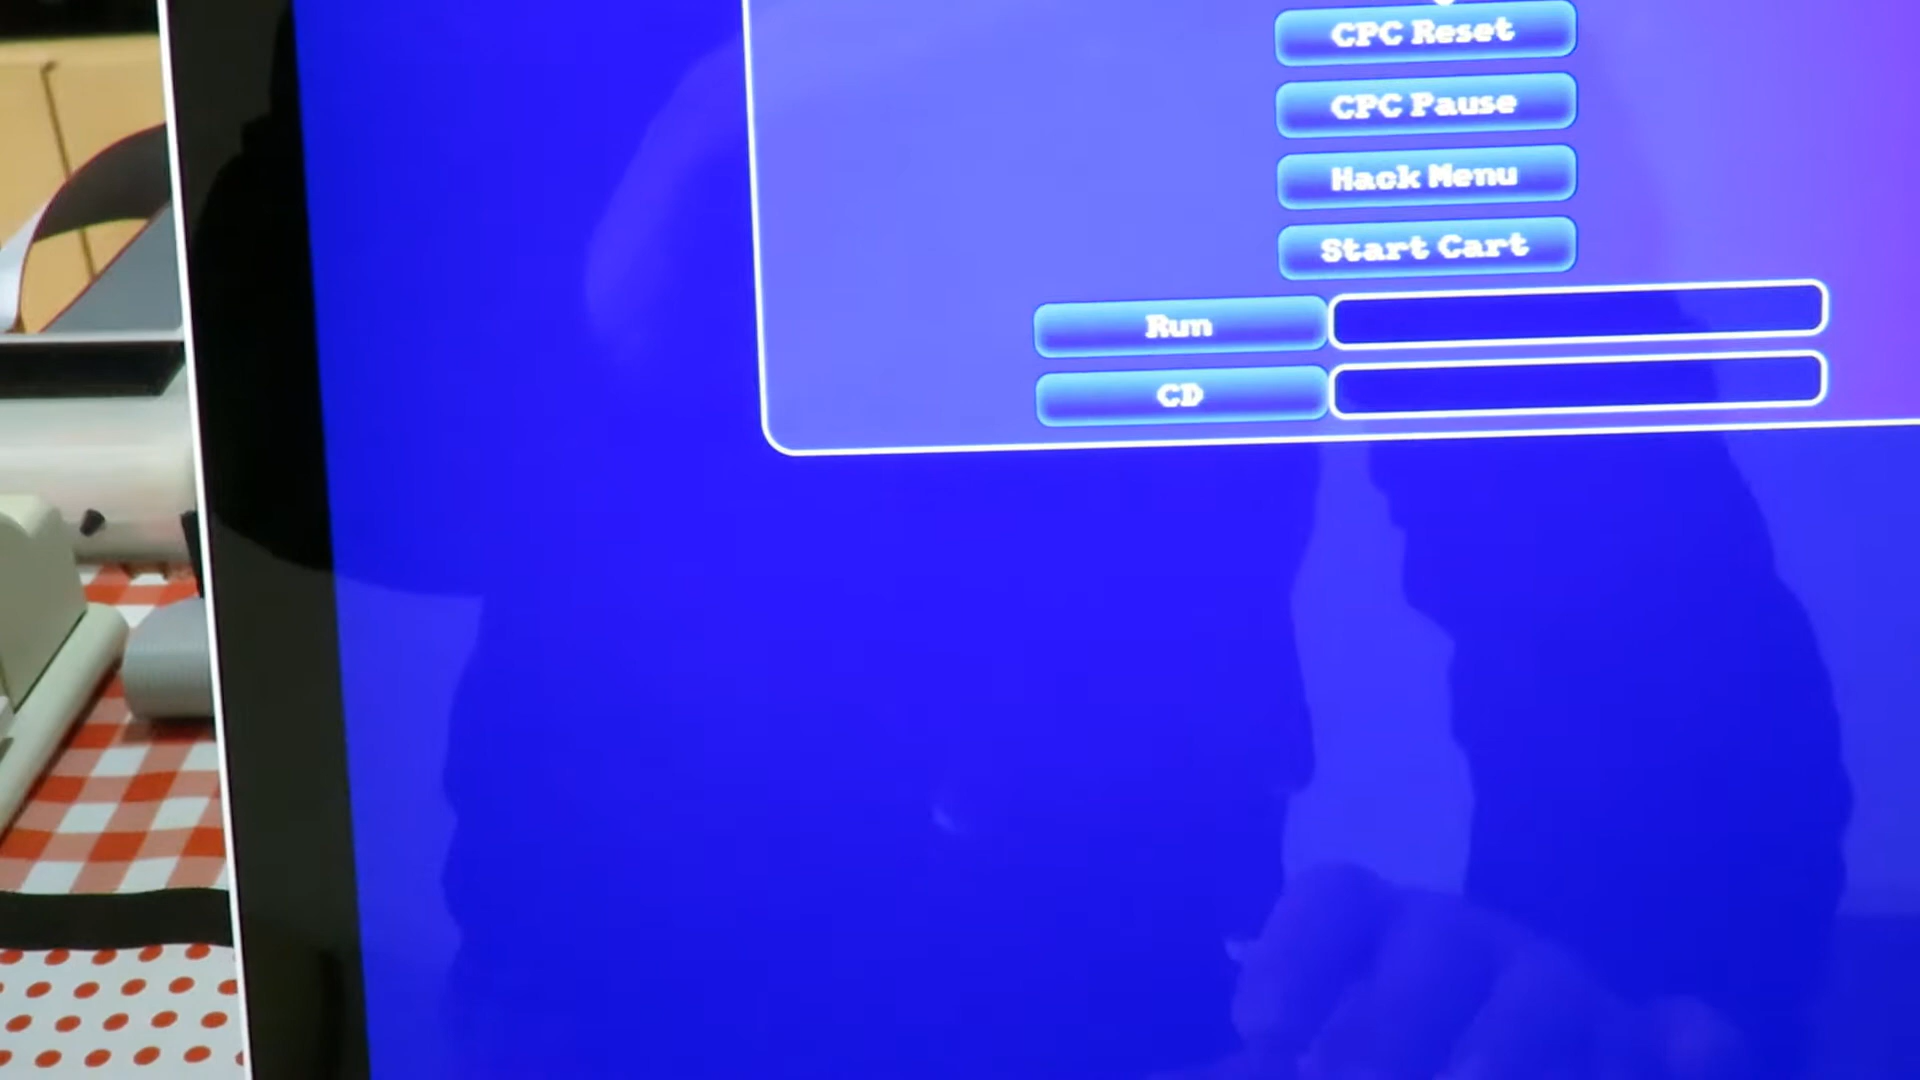 CPC Reset
CPC Pause
Hack Menu
Start Cart
Run
CD